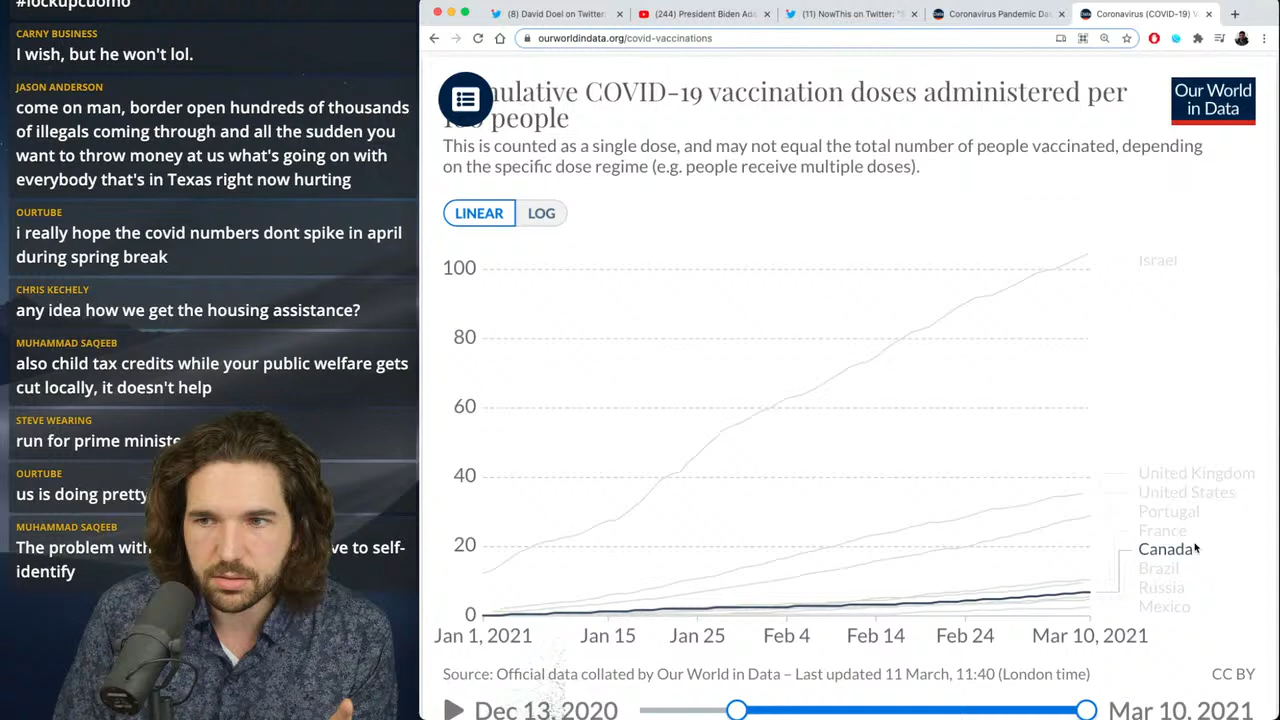 #lockupcuomo
CARNY BUSINESS
I wish, but he won't lol.
JASON ANDERSON
come on man, border open hundreds of thousands
of illegals coming through and all the sudden you
want to throw money at us what's going on with
everybody that's in Texas right now hurting
OURTUBE
i really hope the covid numbers dont spike in april
during spring break
CHRIS KECHELY
any idea how we get the housing assistance?
MUHAMMAD SAQEEB
also child tax credits while your public welfare gets
cut locally, it doesn't help
STEVE WEARING
run for prime ministe
OURTUBE
us is doing pretty
MUHAMMAD SAQEEB
The problem with ve to self-
identify
(8) David Doel on Twitter:
(244) President Biden Ad
(11) NowThis on Twitter: "
Coronavirus Pandemic Da
Coronavirus (COVID-19) V
ourworldindata.org/covid-vaccinations
mulative COVID-19 vaccination doses administered per
people
Our World
in Data
This is counted as a single dose, and may not equal the total number of people vaccinated, depending
on the specific dose regime (e.g. people receive multiple doses).
LINEAR
LOG
100
80
60
40
20
0
Israel
United Kingdom
United States
Portugal
France
Canada
Brazil
Russia
Mexico
Jan 1, 2021
Jan 15
Jan 25
Feb 4
Feb 14
Feb 24
Mar 10, 2021
Source: Official data collated by Our World in Data – Last updated 11 March, 11:40 (London time)
CC BY
Dec 13, 2020
Mar 10, 2021